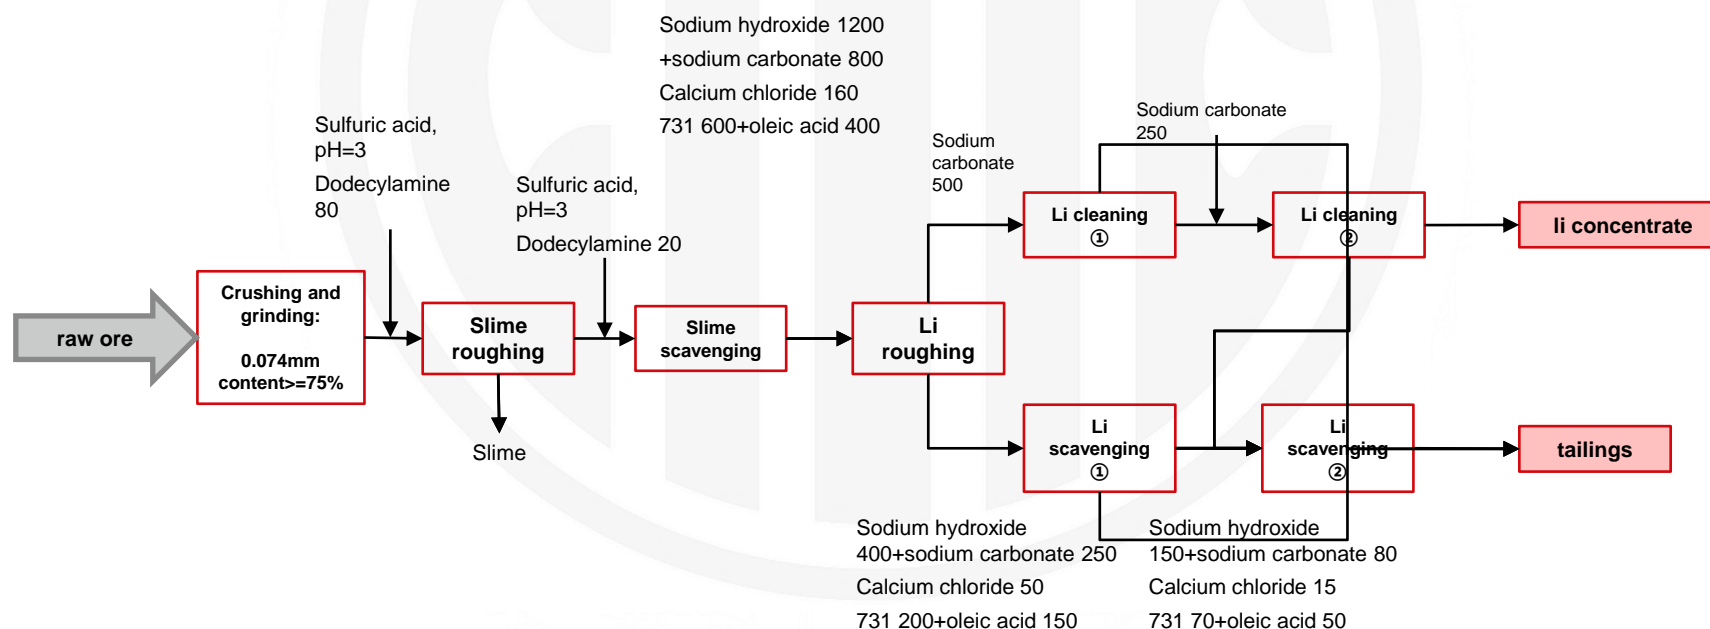 Sodium hydroxide 1200
+sodium carbonate 800
Calcium chloride 160
731 600+oleic acid 400
Sulfuric acid,
pH=3
Dodecylamine
80
Sulfuric acid,
pH=3
Dodecylamine 20
Sodium
carbonate
500
Sodium carbonate
250
raw ore
Crushing and
grinding:
0.074mm
content>=75%
Slime
roughing
Slime
scavenging
Li
roughing
Li cleaning
①
Li cleaning
②
li concentrate
Slime
Li
scavenging
①
Li
scavenging
②
tailings
Sodium hydroxide
400+sodium carbonate 250
Calcium chloride 50
731 200+oleic acid 150
Sodium hydroxide
150+sodium carbonate 80
Calcium chloride 15
731 70+oleic acid 50